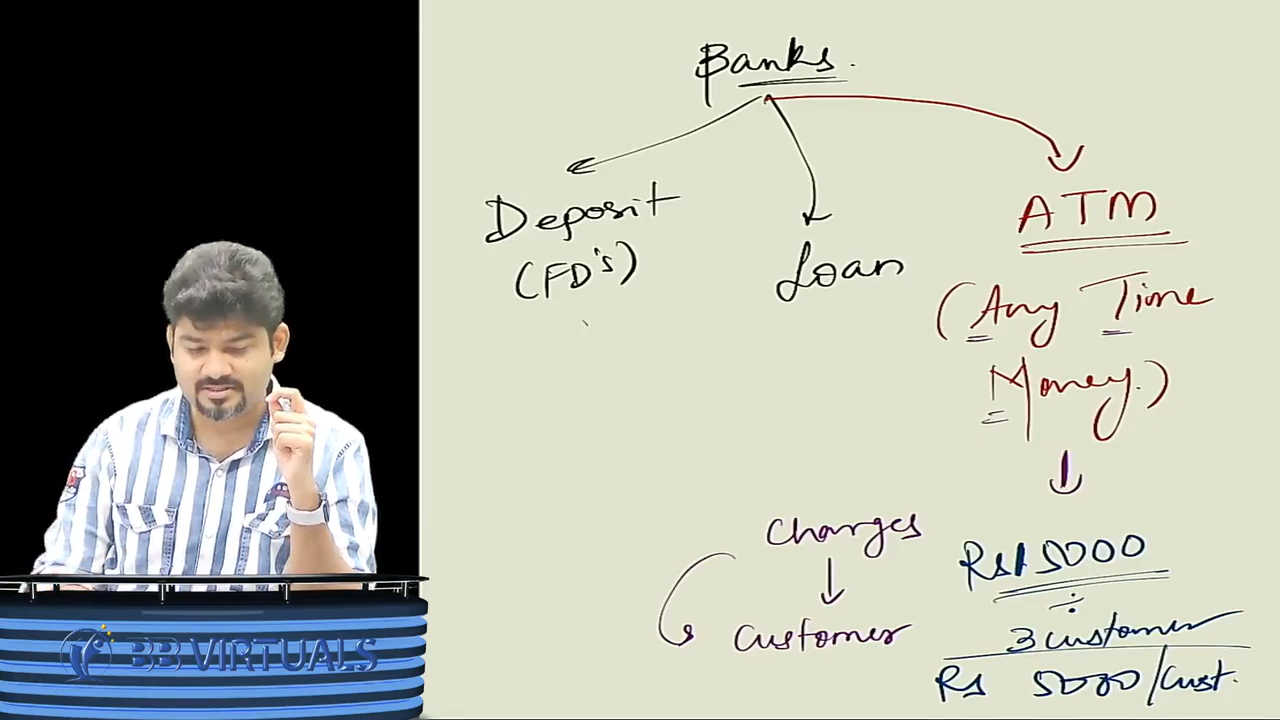 Banks.
Deposit
(FD's)
Loan
ATM
(Any Time
Money.)
Charges
Customer
Rs 15000
÷
3 customer
Rs 5000/Cust.
BB VIRTUALS